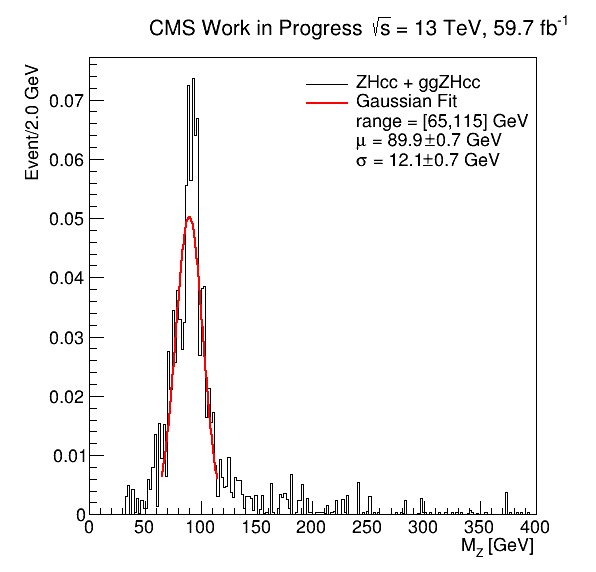 CMS Work in Progress √s = 13 TeV, 59.7 fb⁻¹
Event/2.0 GeV
ZHcc + ggZHcc
Gaussian Fit
range = [65,115] GeV
μ = 89.9±0.7 GeV
σ = 12.1±0.7 GeV
0.07
0.06
0.05
0.04
0.03
0.02
0.01
0
0 50 100 150 200 250 300 350 400
M_Z [GeV]